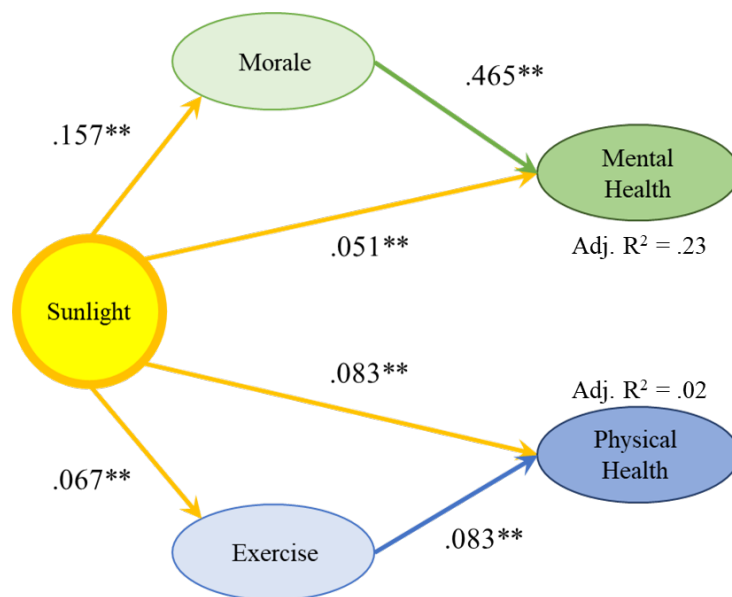 Morale
.465**
.157**
Mental
Health
.051**
Adj. R² = .23
Sunlight
.083**
Adj. R² = .02
Physical
Health
.067**
Exercise
.083**